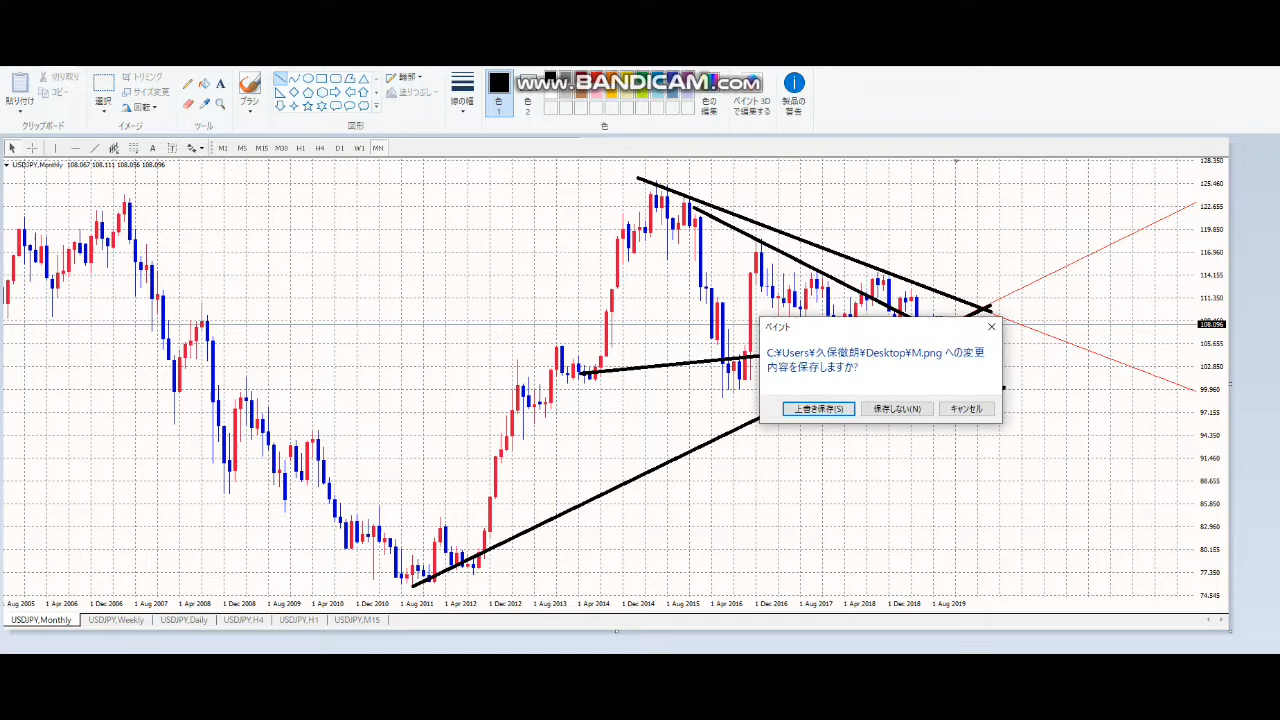 www.BANDICAM.com
貼り付け
切り取り
コピー
クリップボード
選択
トリミング
サイズ変更
回転
イメージ
A
ツール
ブラシ
輪郭
塗りつぶし
図形
線の幅
色
1
色
2
色の
編集
色
ペイント 3D
で編集する
製品の
警告
A T M1 M5 M15 M30 H1 H4 D1 W1 MN
USDJPY,Monthly 108.067 108.111 108.036 108.096
128.350
125.460
122.655
119.850
116.960
114.155
111.350
108.096
102.850
99.960
97.155
94.350
91.460
88.655
85.850
82.960
80.155
77.350
74.545
ペイント
C:¥Users¥久保徹朗¥Desktop¥M.png への変更
内容を保存しますか?
上書き保存(S) 保存しない(N) キャンセル
1 Aug 2005 1 Apr 2006 1 Dec 2006 1 Aug 2007 1 Apr 2008 1 Dec 2008 1 Aug 2009 1 Apr 2010 1 Dec 2010 1 Aug 2011 1 Apr 2012 1 Dec 2012 1 Aug 2013 1 Apr 2014 1 Dec 2014 1 Aug 2015 1 Apr 2016 1 Dec 2016 1 Aug 2017 1 Apr 2018 1 Dec 2018 1 Aug 2019
USDJPY,Monthly USDJPY,Weekly USDJPY,Daily USDJPY,H4 USDJPY,H1 USDJPY,M15